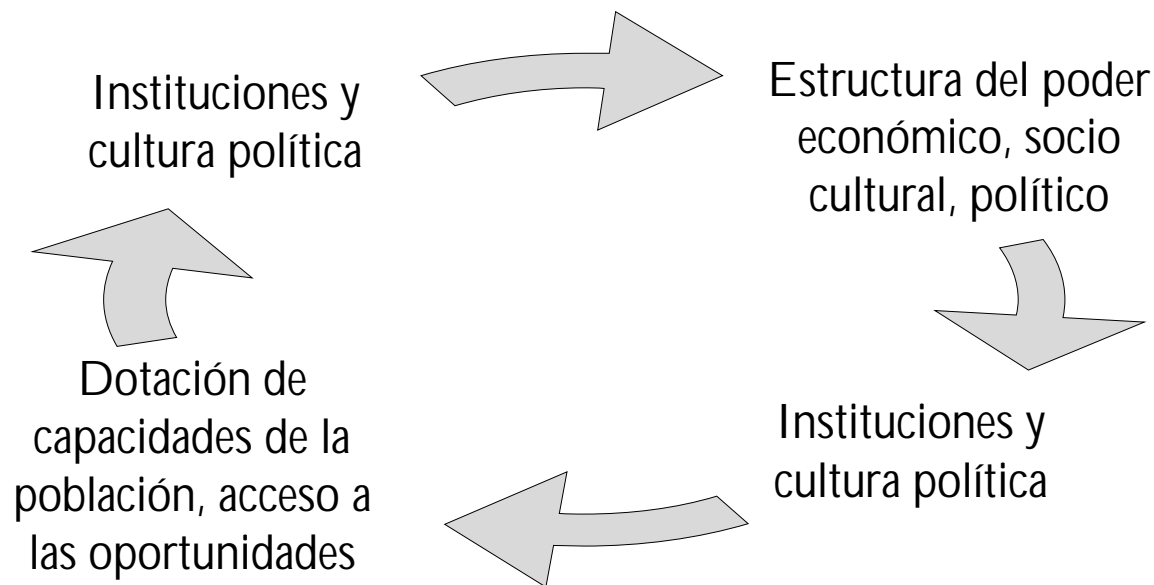 Instituciones y
cultura política
Estructura del poder
económico, socio
cultural, político
Instituciones y
cultura política
Dotación de
capacidades de la
población, acceso a
las oportunidades